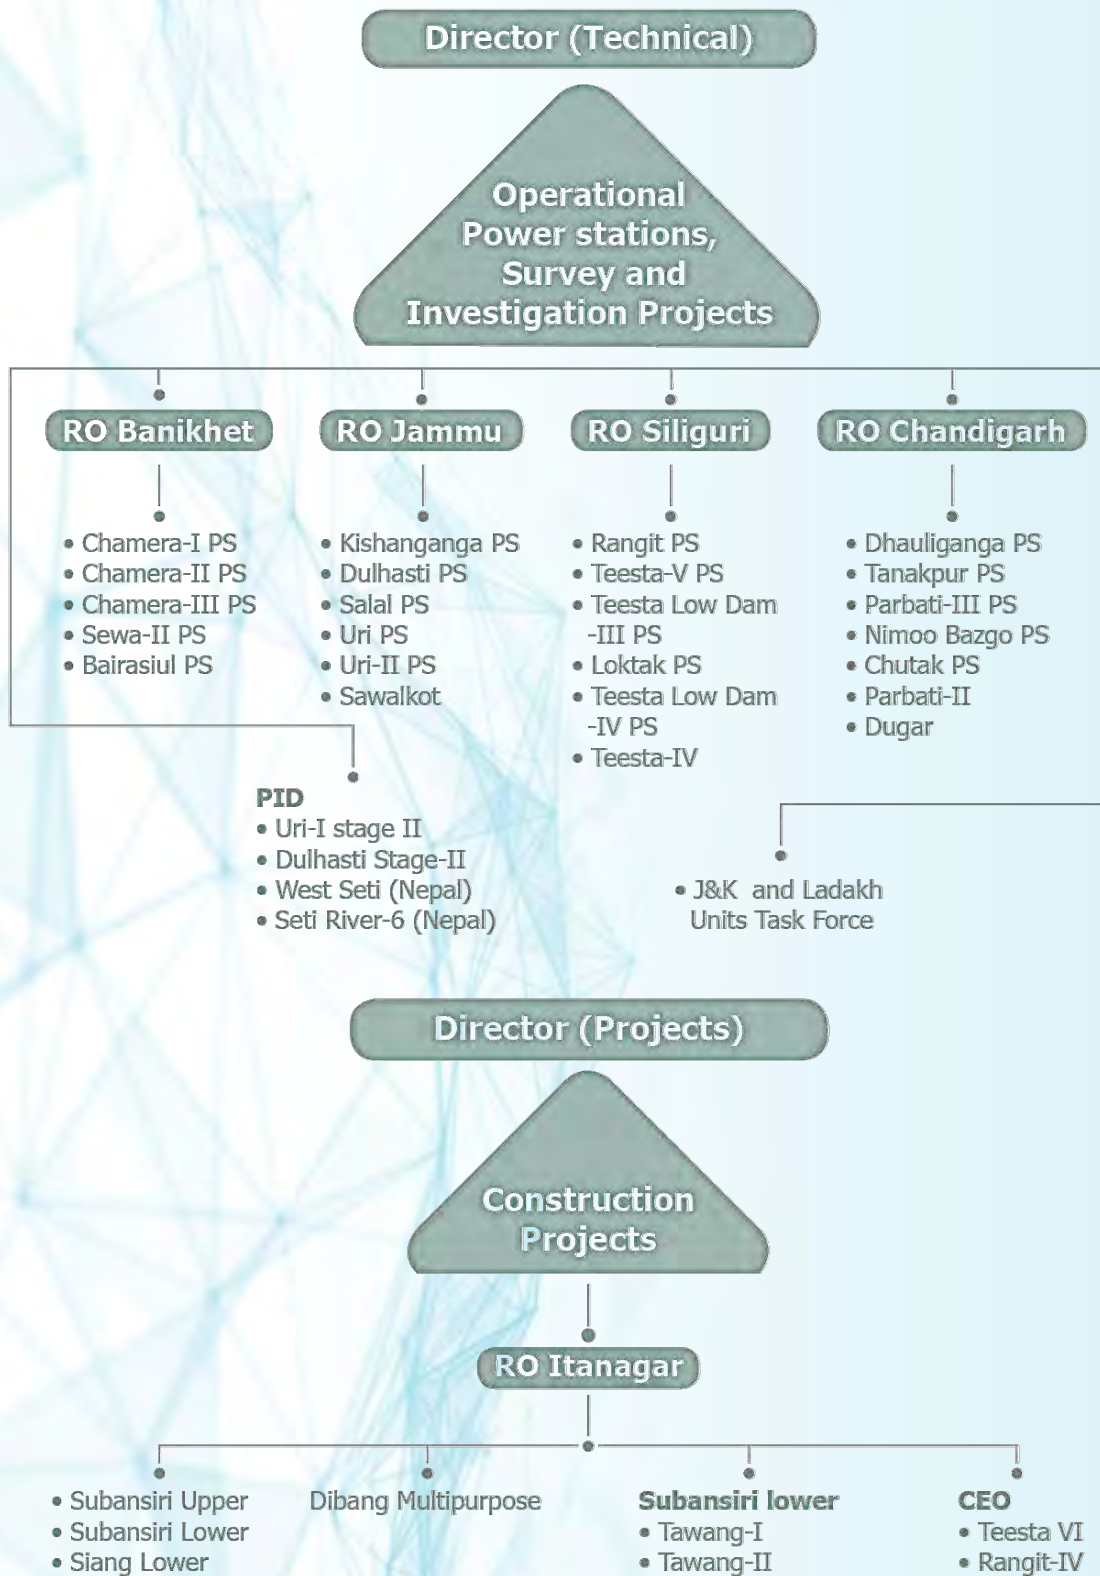 Director (Technical)
Operational
Power stations,
Survey and
Investigation Projects
RO Banikhet
• Chamera-I PS
• Chamera-II PS
• Chamera-III PS
• Sewa-II PS
• Bairasiul PS
RO Jammu
• Kishanganga PS
• Dulhasti PS
• Salal PS
• Uri PS
• Uri-II PS
• Sawalkot
RO Siliguri
• Rangit PS
• Teesta-V PS
• Teesta Low Dam
-III PS
• Loktak PS
• Teesta Low Dam
-IV PS
• Teesta-IV
RO Chandigarh
• Dhauliganga PS
• Tanakpur PS
• Parbati-III PS
• Nimoo Bazgo PS
• Chutak PS
• Parbati-II
• Dugar
PID
• Uri-I stage II
• Dulhasti Stage-II
• West Seti (Nepal)
• Seti River-6 (Nepal)
• J&K and Ladakh
Units Task Force
Director (Projects)
Construction
Projects
RO Itanagar
• Subansiri Upper
• Subansiri Lower
• Siang Lower
Dibang Multipurpose
Subansiri lower
• Tawang-I
• Tawang-II
CEO
• Teesta VI
• Rangit-IV